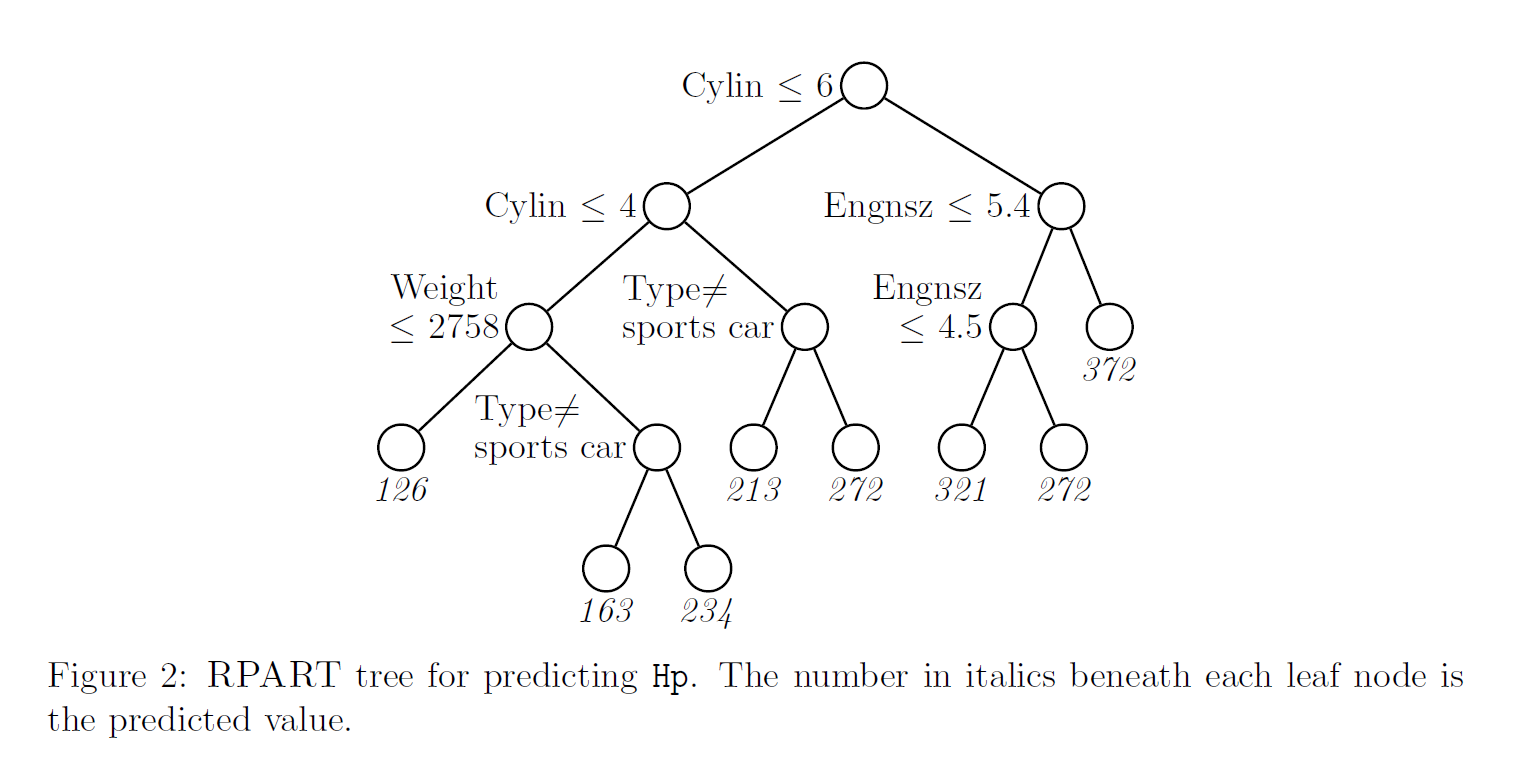 Cylin ≤ 6
Cylin ≤ 4
Engnsz ≤ 5.4
Weight
≤ 2758
Type≠
sports car
Engnsz
≤ 4.5
372
126
Type≠
sports car
213
272
321
272
163
234
Figure 2: RPART tree for predicting Hp. The number in italics beneath each leaf node is
the predicted value.